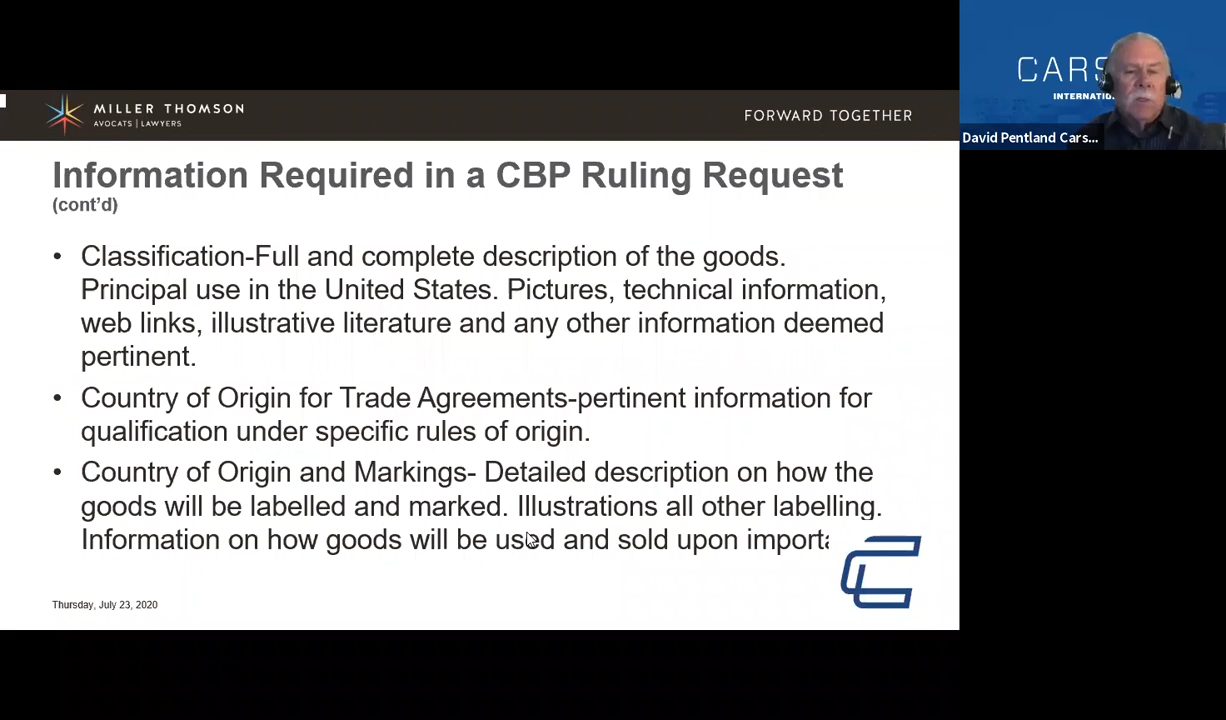 MILLER THOMSON
AVOCATS | LAWYERS
FORWARD TOGETHER
CARS
INTERNATIO
David Pentland Cars...
Information Required in a CBP Ruling Request
(cont'd)
• Classification-Full and complete description of the goods.
Principal use in the United States. Pictures, technical information,
web links, illustrative literature and any other information deemed
pertinent.
• Country of Origin for Trade Agreements-pertinent information for
qualification under specific rules of origin.
• Country of Origin and Markings- Detailed description on how the
goods will be labelled and marked. Illustrations all other labelling.
Information on how goods will be used and sold upon importa
Thursday, July 23, 2020